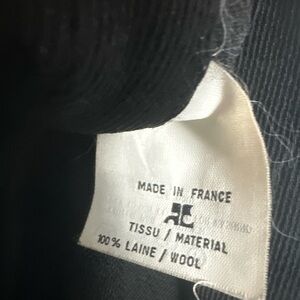 MADE IN FRANCE
TISSU / MATERIAL
100% LAINE / WOOL